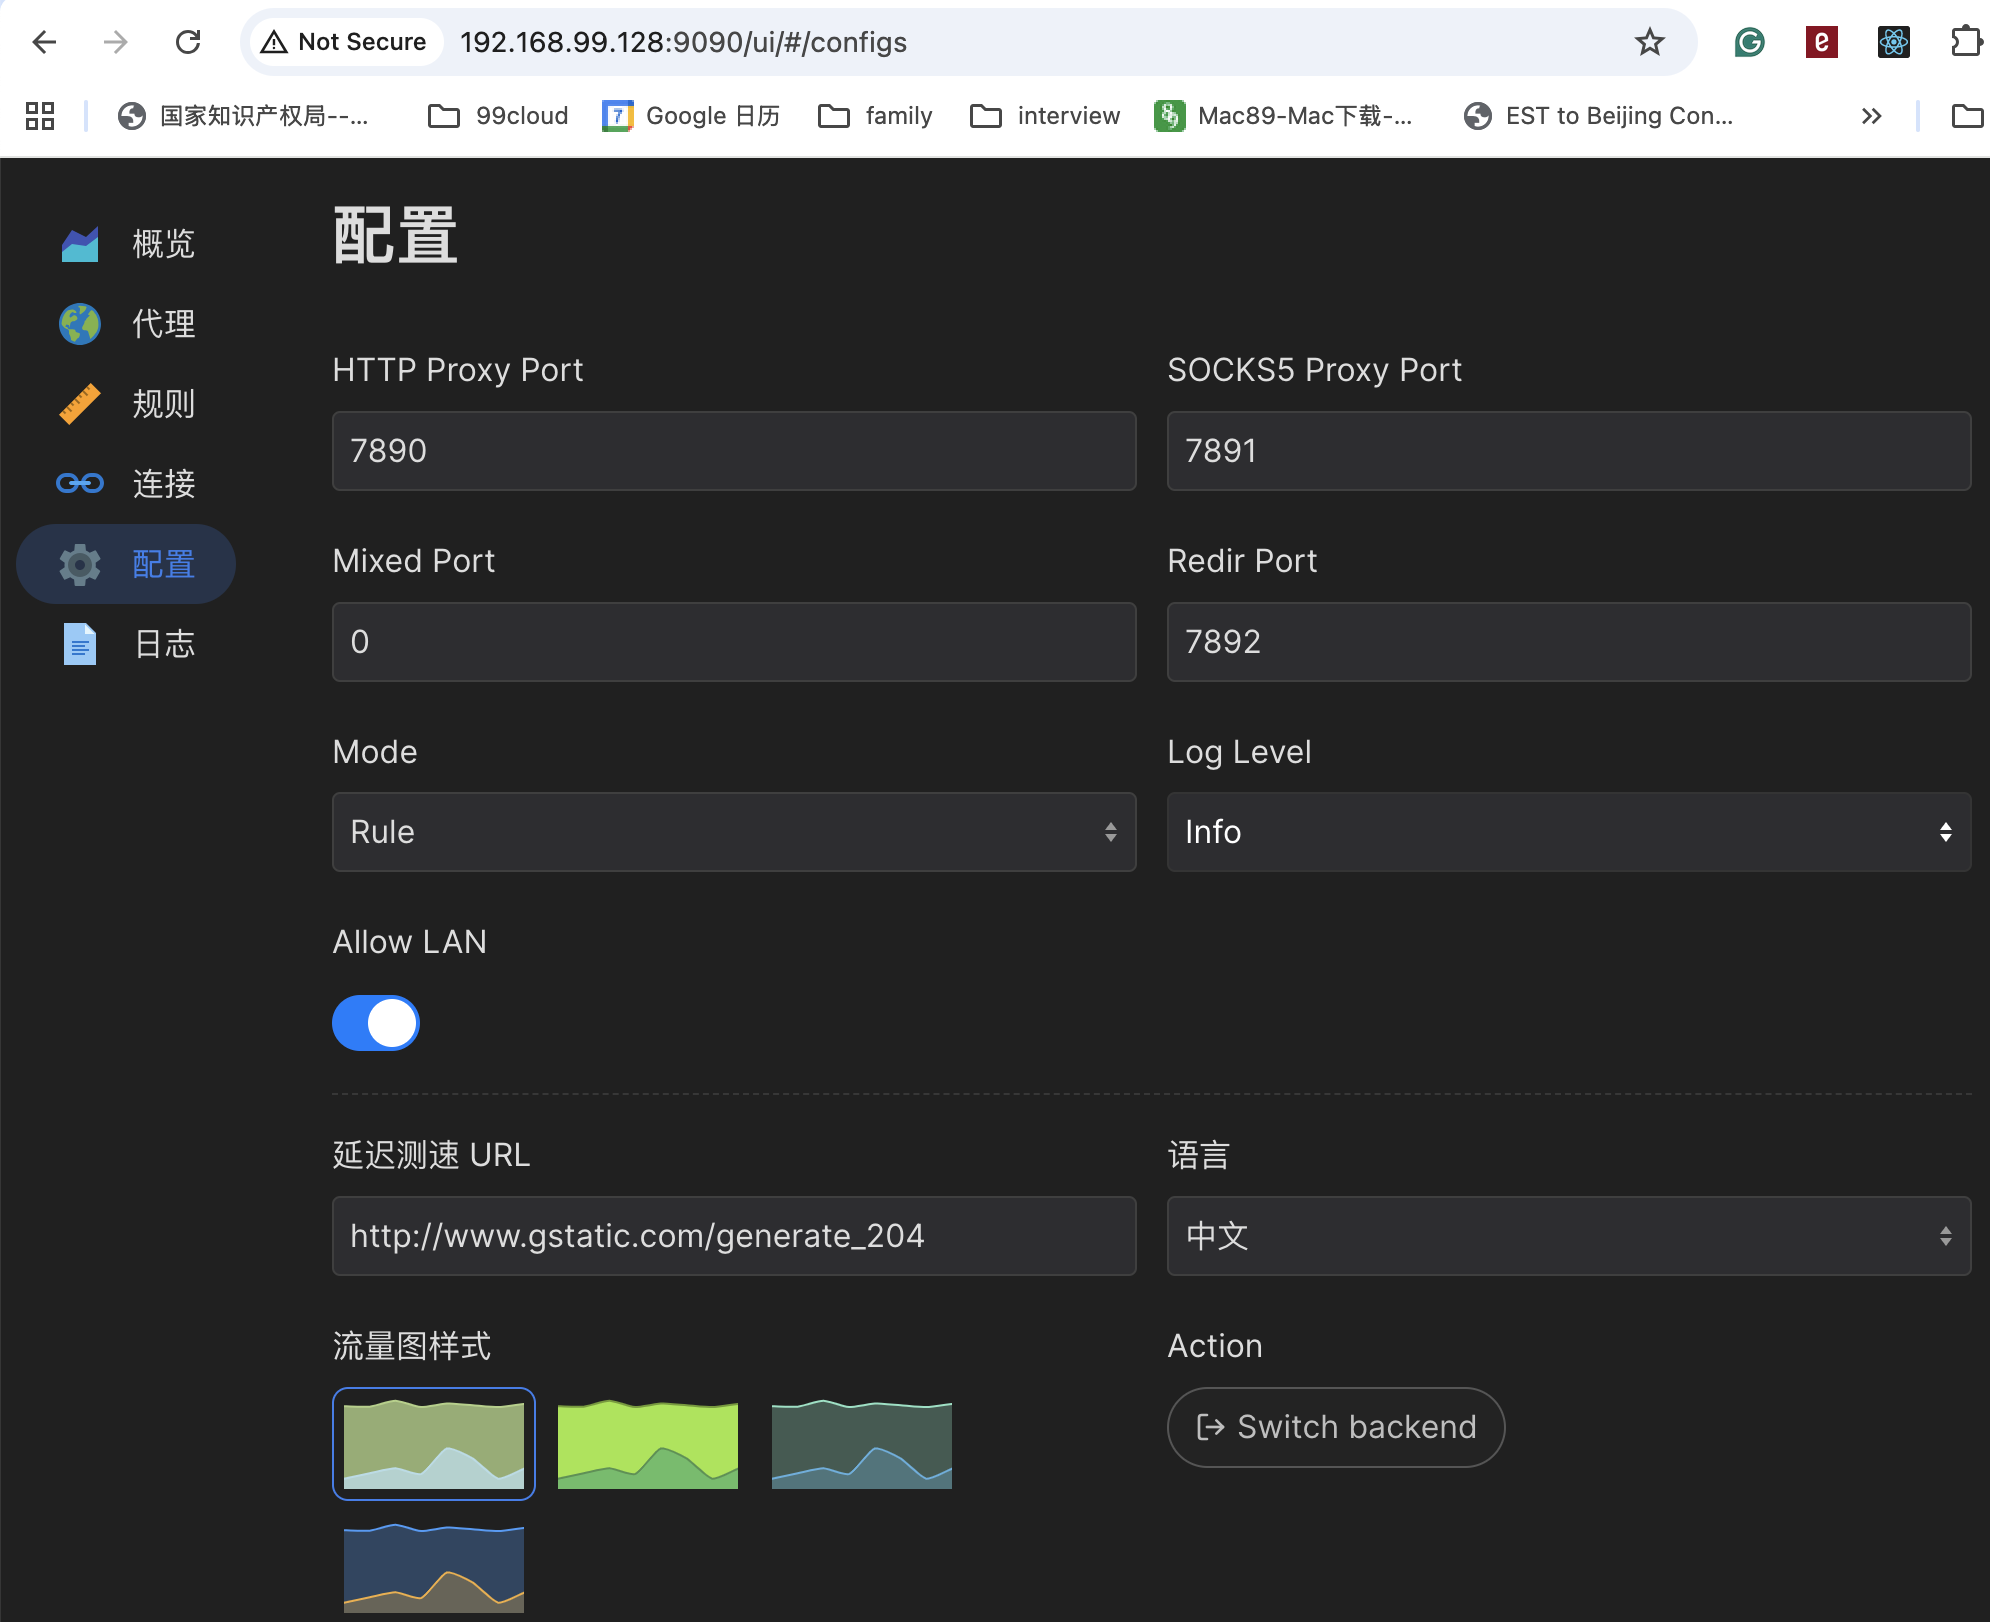 Not Secure 192.168.99.128:9090/ui/#/configs
国家知识产权局--... 99cloud Google 日历 family interview Mac89-Mac下载-... EST to Beijing Con...
配置
概览
代理
规则
连接
配置
日志
HTTP Proxy Port
7890
SOCKS5 Proxy Port
7891
Mixed Port
0
Redir Port
7892
Mode
Rule
Log Level
Info
Allow LAN
延迟测速 URL
http://www.gstatic.com/generate_204
语言
中文
流量图样式
Action
Switch backend